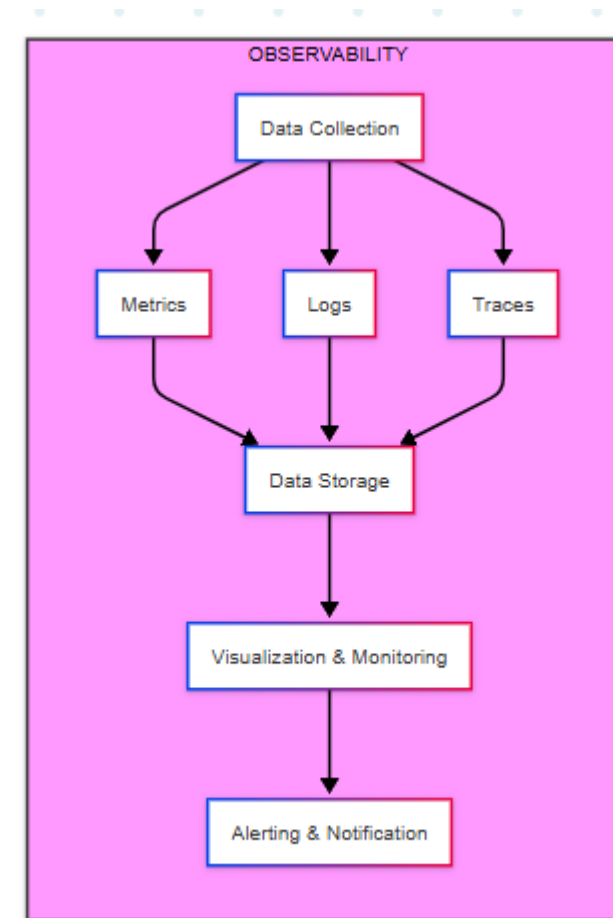 OBSERVABILITY
Data Collection
Metrics
Logs
Traces
Data Storage
Visualization & Monitoring
Alerting & Notification